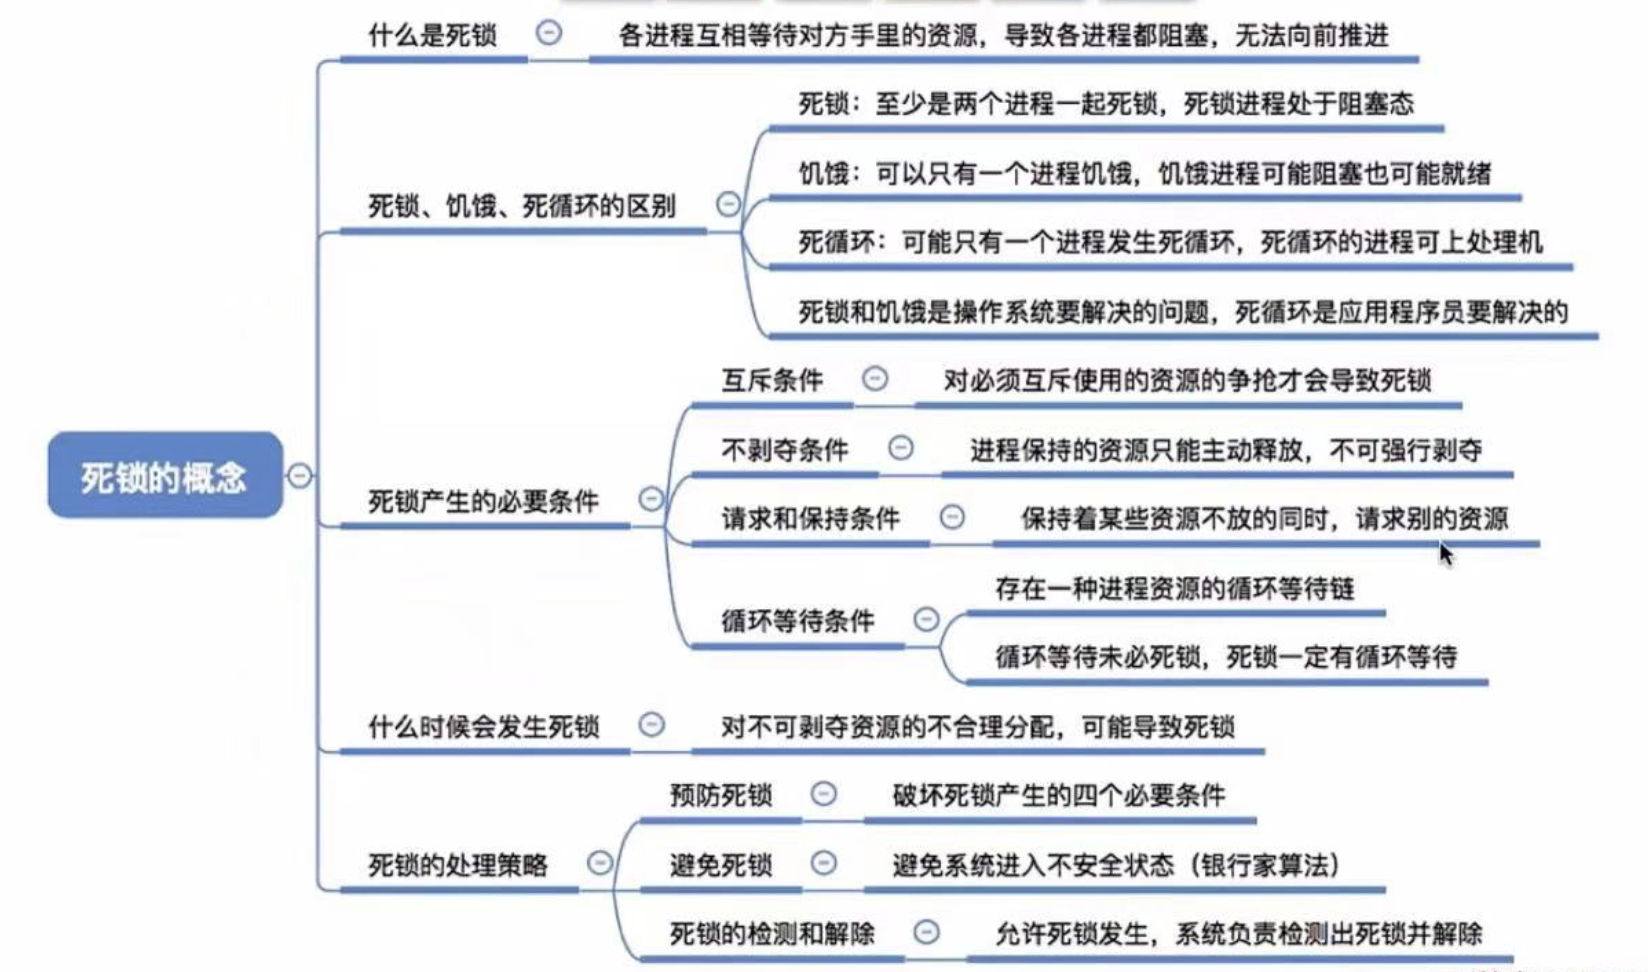 什么是死锁
各进程互相等待对方手里的资源，导致各进程都阻塞，无法向前推进
死锁、饥饿、死循环的区别
死锁：至少是两个进程一起死锁，死锁进程处于阻塞态
饥饿：可以只有一个进程饥饿，饥饿进程可能阻塞也可能就绪
死循环：可能只有一个进程发生死循环，死循环的进程可上处理机
死锁和饥饿是操作系统要解决的问题，死循环是应用程序员要解决的
死锁的概念
死锁产生的必要条件
互斥条件
对必须互斥使用的资源的争抢才会导致死锁
不剥夺条件
进程保持的资源只能主动释放，不可强行剥夺
请求和保持条件
保持着某些资源不放的同时，请求别的资源
循环等待条件
存在一种进程资源的循环等待链
循环等待未必死锁，死锁一定有循环等待
什么时候会发生死锁
对不可剥夺资源的不合理分配，可能导致死锁
死锁的处理策略
预防死锁
破坏死锁产生的四个必要条件
避免死锁
避免系统进入不安全状态（银行家算法）
死锁的检测和解除
允许死锁发生，系统负责检测出死锁并解除